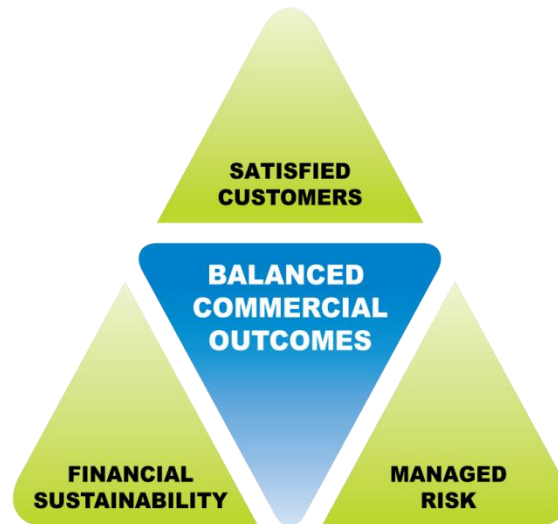 SATISFIED
CUSTOMERS
BALANCED
COMMERCIAL
OUTCOMES
FINANCIAL
SUSTAINABILITY
MANAGED
RISK